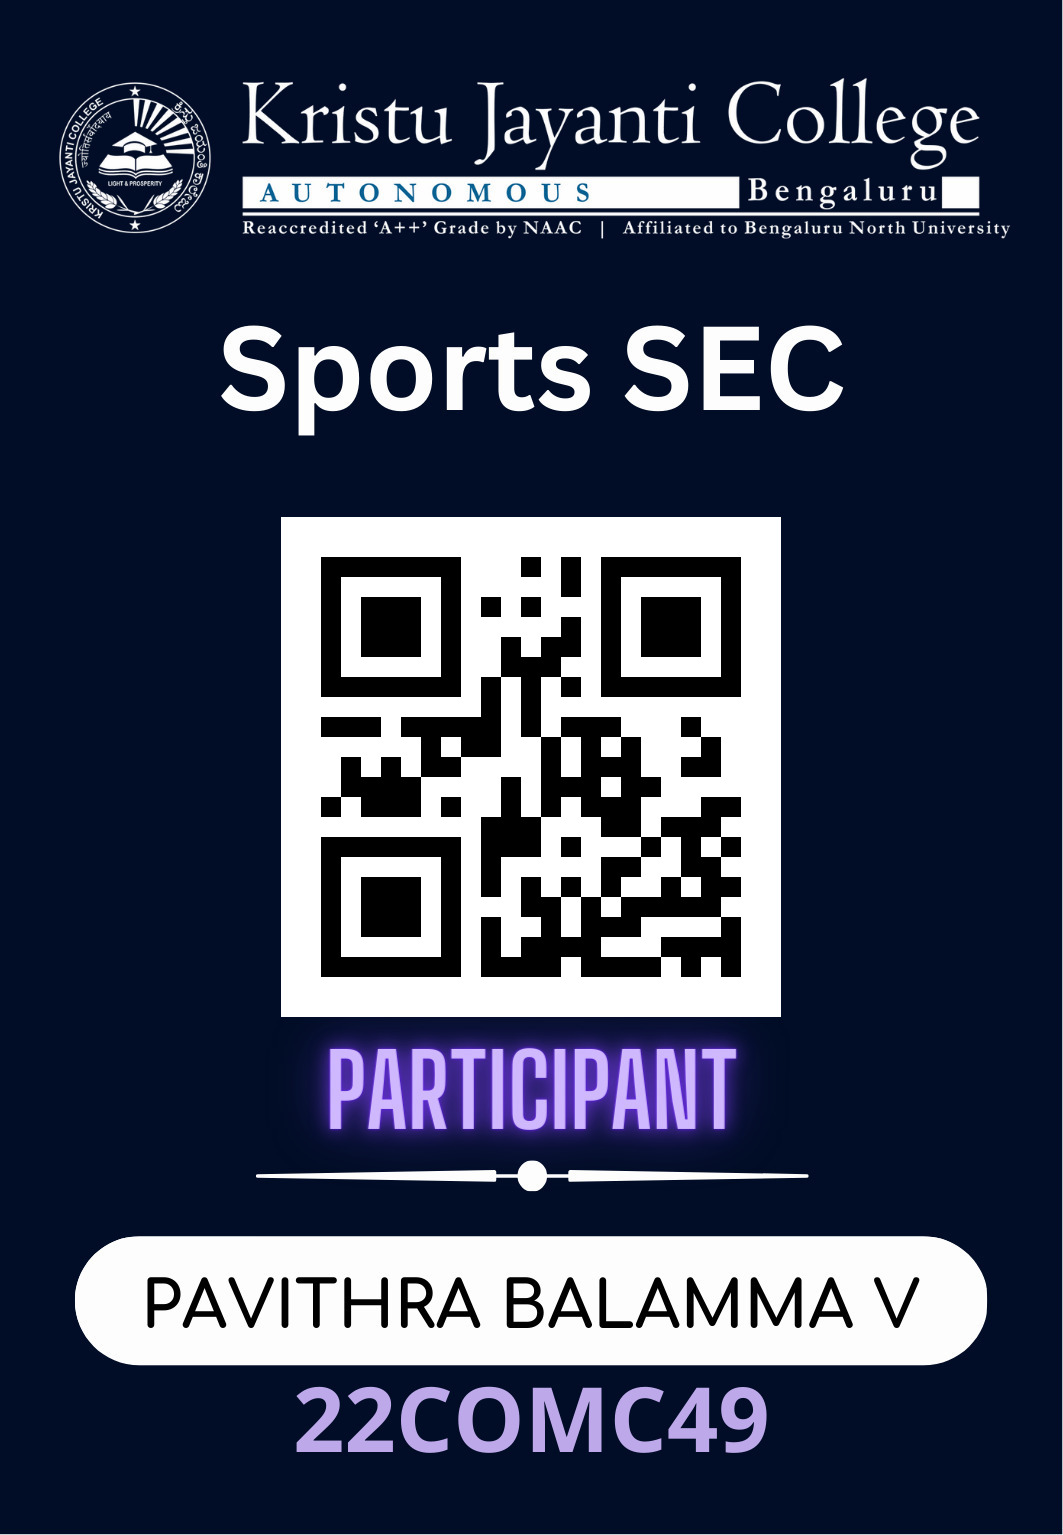 KRISTU JAYANTI COLLEGE
LIGHT & PROSPERITY
Kristu Jayanti College
AUTONOMOUS Bengaluru
Reaccredited ‘A++’ Grade by NAAC | Affiliated to Bengaluru North University
Sports SEC
PARTICIPANT
PAVITHRA BALAMMA V
22COMC49